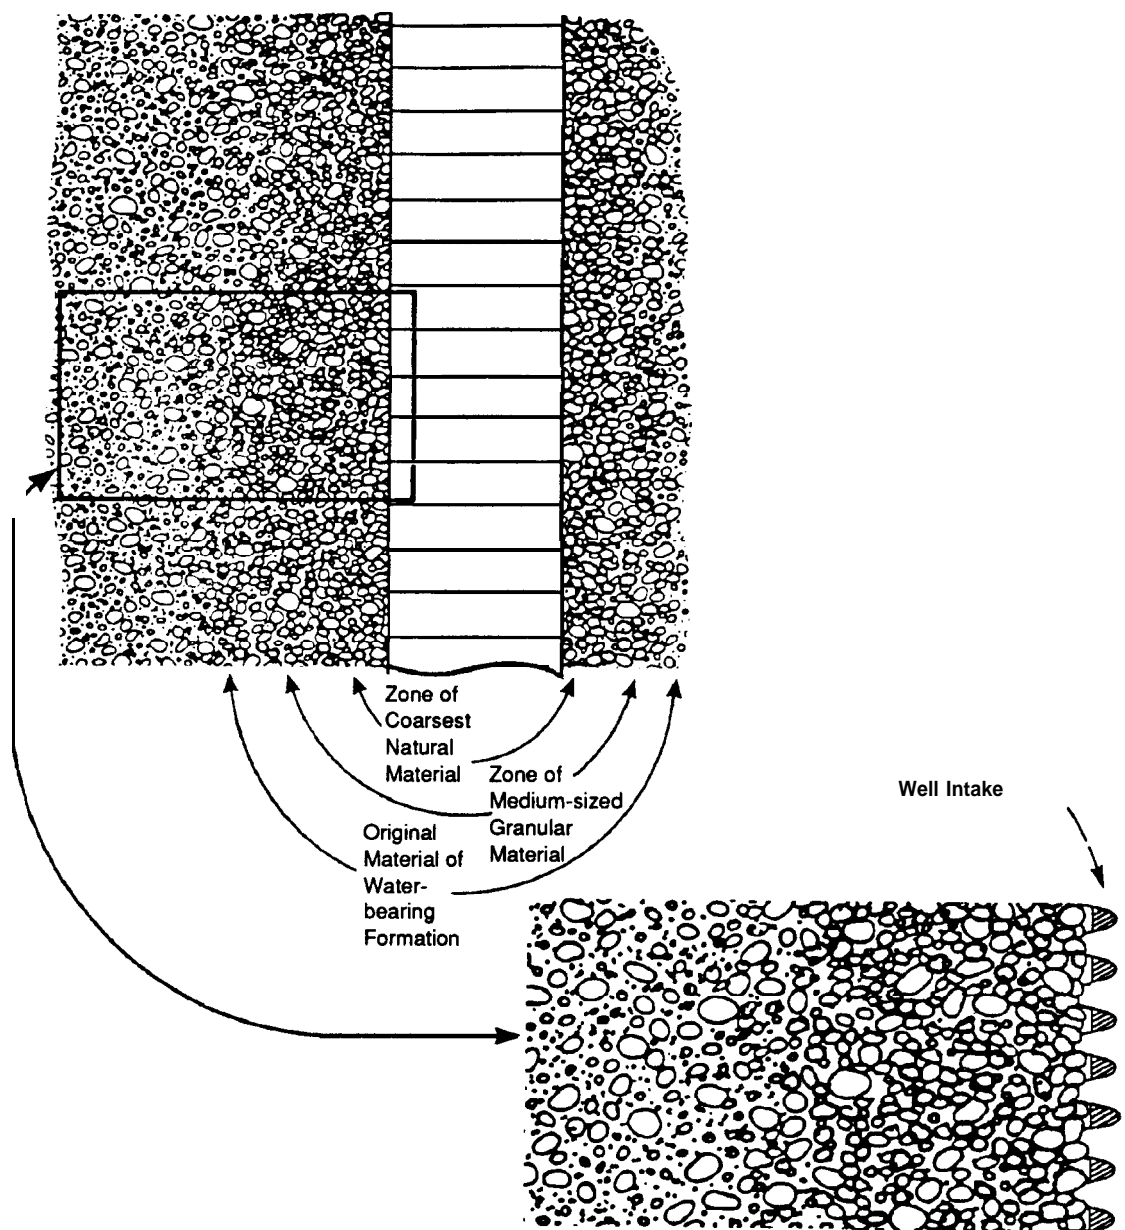 Zone of
Coarsest
Natural
Material
Zone of
Medium-sized
Granular
Material
Original
Material of
Water-
bearing
Formation
Well Intake